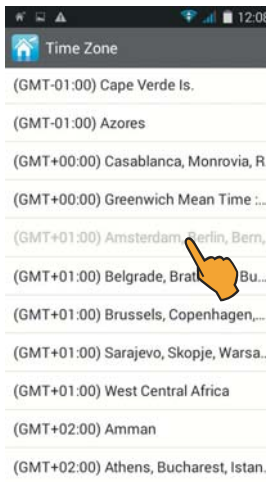 12:08
Time Zone
(GMT-01:00) Cape Verde Is.
(GMT-01:00) Azores
(GMT+00:00) Casablanca, Monrovia, R
(GMT+00:00) Greenwich Mean Time :...
(GMT+01:00) Amsterdam, Berlin, Bern,
(GMT+01:00) Belgrade, Brat Bu...
(GMT+01:00) Brussels, Copenhagen,...
(GMT+01:00) Sarajevo, Skopje, Warsa..
(GMT+01:00) West Central Africa
(GMT+02:00) Amman
(GMT+02:00) Athens, Bucharest, Istan.